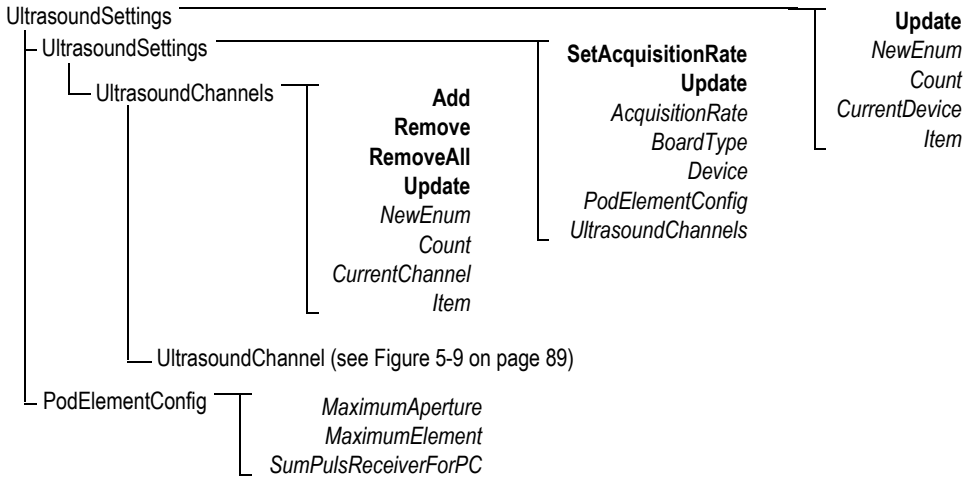 UltrasoundSettings
Update
NewEnum
Count
CurrentDevice
Item
UltrasoundSettings
SetAcquisitionRate
Update
AcquisitionRate
BoardType
Device
PodElementConfig
UltrasoundChannels
UltrasoundChannels
Add
Remove
RemoveAll
Update
NewEnum
Count
CurrentChannel
Item
UltrasoundChannel (see Figure 5-9 on page 89)
PodElementConfig
MaximumAperture
MaximumElement
SumPulsReceiverForPC